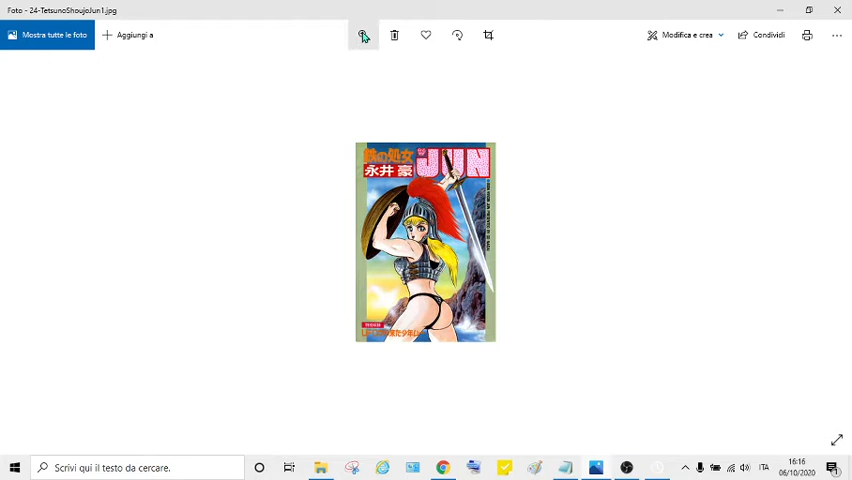 Foto - 24-TetsunoShoujoJun1.jpg
Mostra tutte le foto
Aggiungi a
Modifica e crea
Condividi
鉄の処女
JUN
永井 豪
Scrivi qui il testo da cercare.
ITA
16:16
06/10/2020